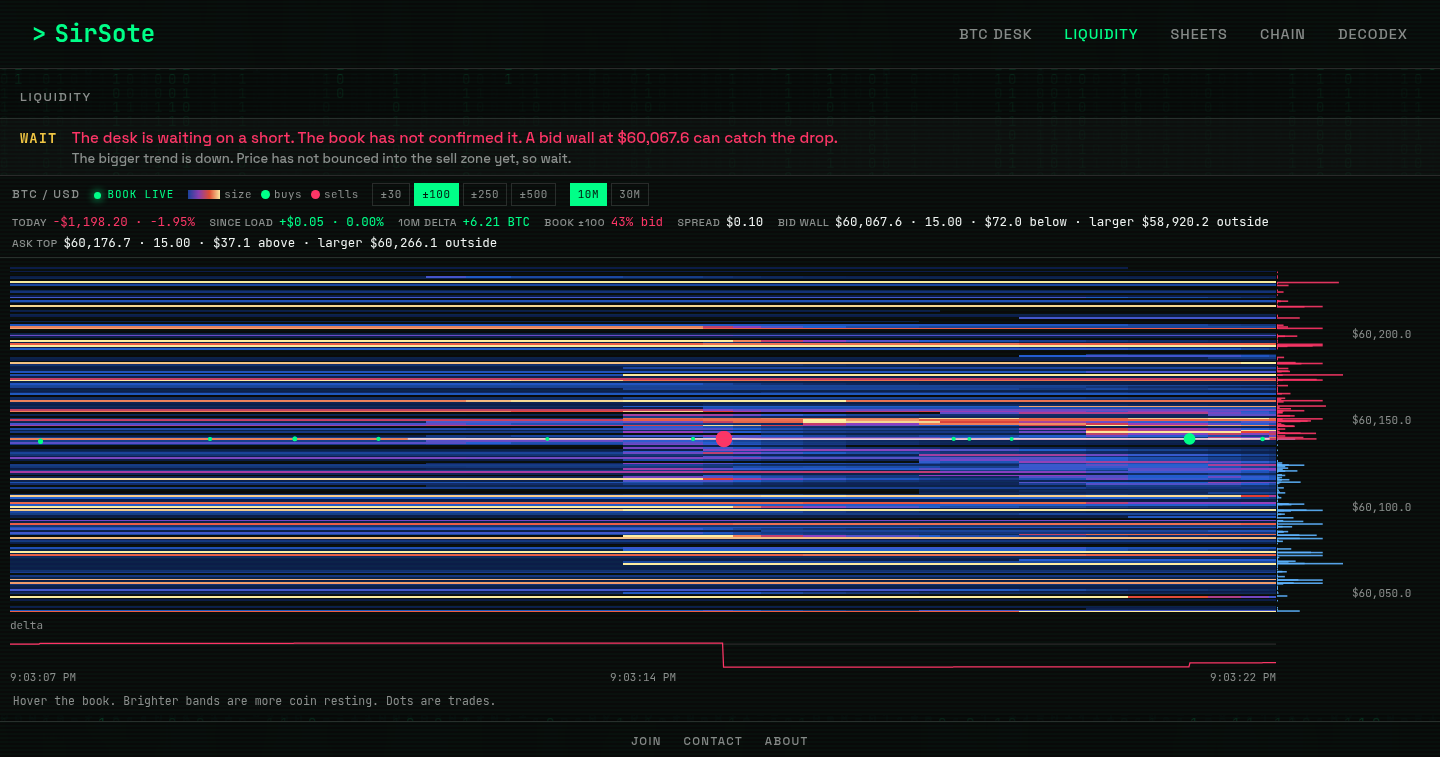 > SirSote
BTC DESK LIQUIDITY SHEETS CHAIN DECODEX
LIQUIDITY
WAIT The desk is waiting on a short. The book has not confirmed it. A bid wall at $60,067.6 can catch the drop.
The bigger trend is down. Price has not bounced into the sell zone yet, so wait.
BTC / USD BOOK LIVE size buys sells ±30 ±100 ±250 ±500 10M 30M
TODAY -$1,198.20 · -1.95% SINCE LOAD +$0.05 · 0.00% 10M DELTA +6.21 BTC BOOK ±100 43% bid SPREAD $0.10 BID WALL $60,067.6 · 15.00 · $72.0 below · larger $58,920.2 outside
ASK TOP $60,176.7 · 15.00 · $37.1 above · larger $60,266.1 outside
$60,200.0
$60,150.0
$60,100.0
$60,050.0
delta
9:03:07 PM 9:03:14 PM 9:03:22 PM
Hover the book. Brighter bands are more coin resting. Dots are trades.
JOIN CONTACT ABOUT